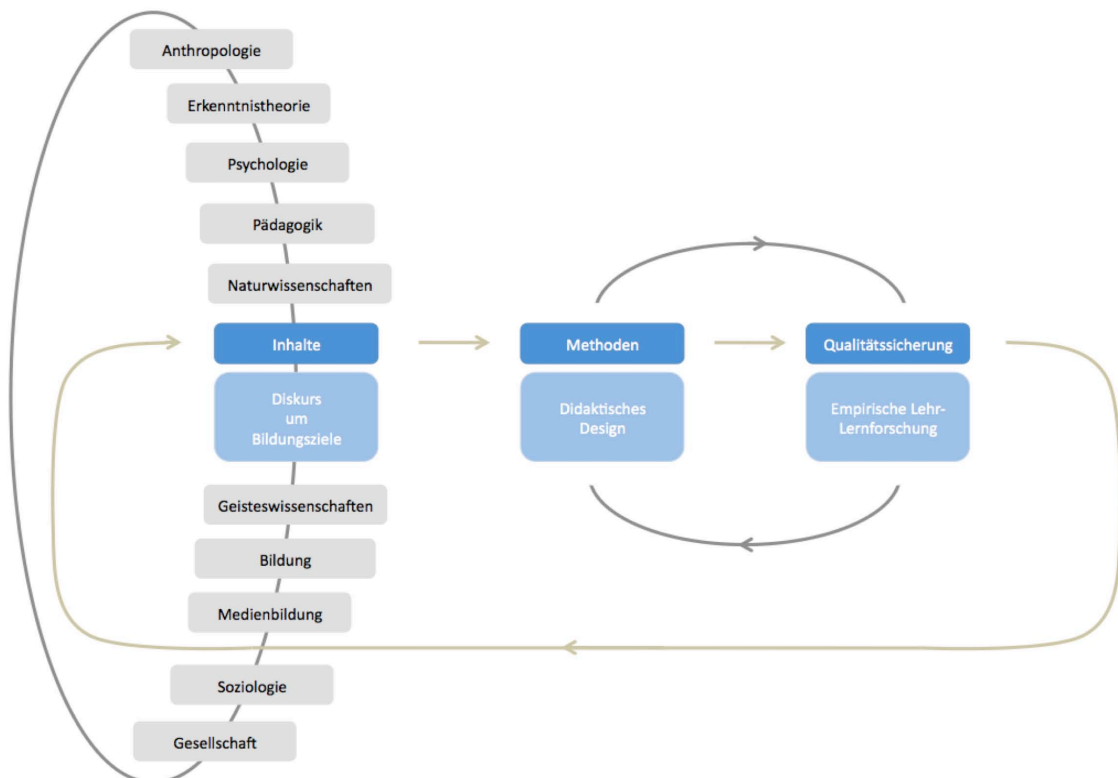 Anthropologie
Erkenntnistheorie
Psychologie
Pädagogik
Naturwissenschaften
Inhalte
Diskurs
um
Bildungsziele
Geisteswissenschaften
Bildung
Medienbildung
Soziologie
Gesellschaft
Methoden
Didaktisches
Design
Qualitätssicherung
Empirische Lehr-
Lernforschung